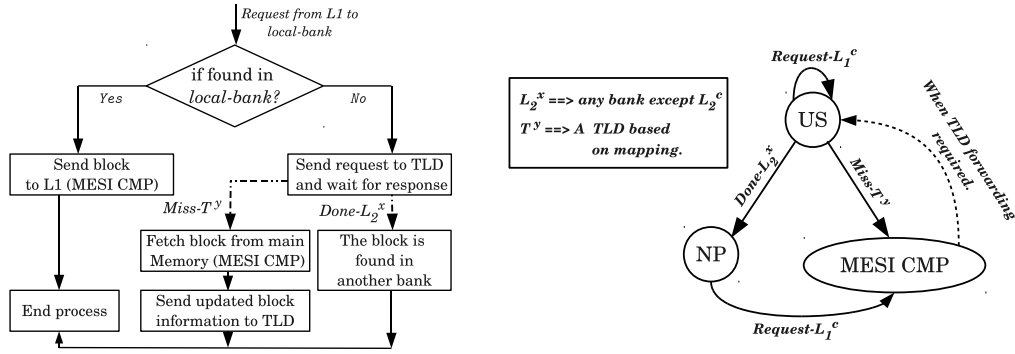 Request from L1 to
local-bank
if found in
local-bank?
Yes
No
Send block
to L1 (MESI CMP)
Send request to TLD
and wait for response
Miss-T^y
Done-L_2^x
Fetch block from main
Memory (MESI CMP)
The block is
found in
another bank
End process
Send updated block
information to TLD
L_2^x ==> any bank except L_2^c
T^y ==> A TLD based
on mapping.
Request-L_1^c
US
When TLD forwarding
required.
Done-L_2^x
Miss-T^y
NP
MESI CMP
Request-L_1^c